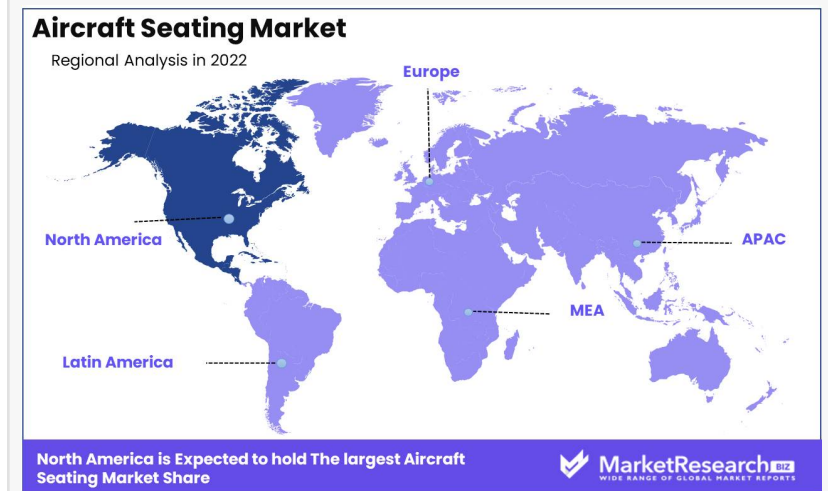 Aircraft Seating Market
Regional Analysis in 2022
Europe
North America
APAC
MEA
Latin America
North America is Expected to hold The largest Aircraft
Seating Market Share
MarketResearch BIZ
WIDE RANGE OF GLOBAL MARKET REPORTS